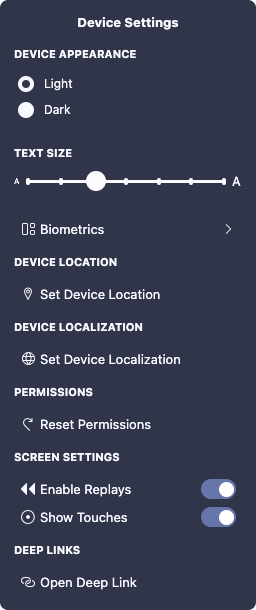 Device Settings
DEVICE APPEARANCE
Light
Dark
TEXT SIZE
A A
Biometrics
DEVICE LOCATION
Set Device Location
DEVICE LOCALIZATION
Set Device Localization
PERMISSIONS
Reset Permissions
SCREEN SETTINGS
Enable Replays
Show Touches
DEEP LINKS
Open Deep Link